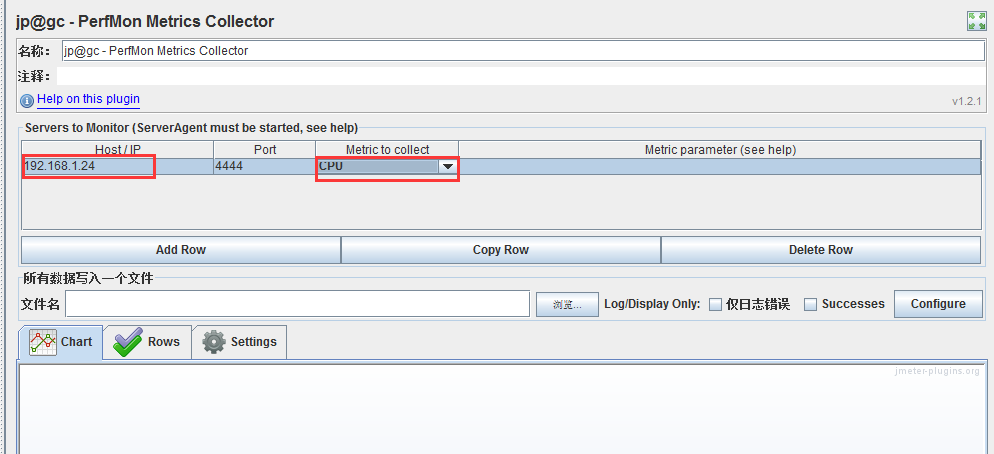 jp@gc - PerfMon Metrics Collector
名称: jp@gc - PerfMon Metrics Collector
注释:
Help on this plugin v1.2.1
Servers to Monitor (ServerAgent must be started, see help)
Host / IP Port Metric to collect Metric parameter (see help)
192.168.1.24 4444 CPU
Add Row Copy Row Delete Row
所有数据写入一个文件
文件名 浏览... Log/Display Only: 仅日志错误 Successes Configure
Chart Rows Settings
jmeter-plugins.org